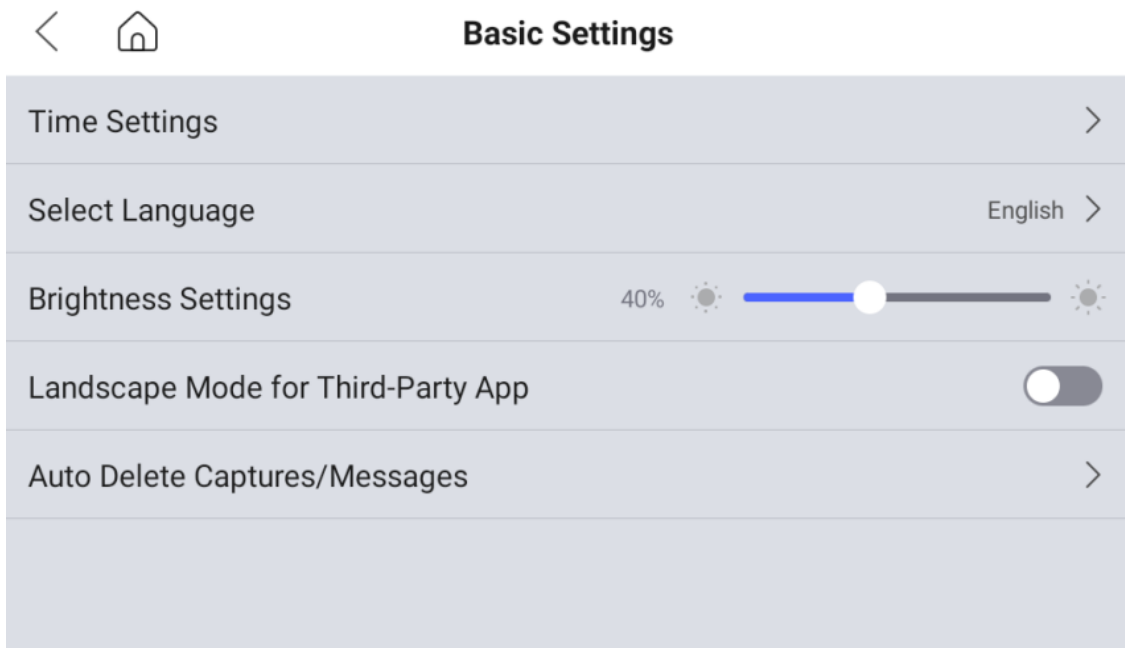 Basic Settings
Time Settings
Select Language English
Brightness Settings 40%
Landscape Mode for Third-Party App
Auto Delete Captures/Messages